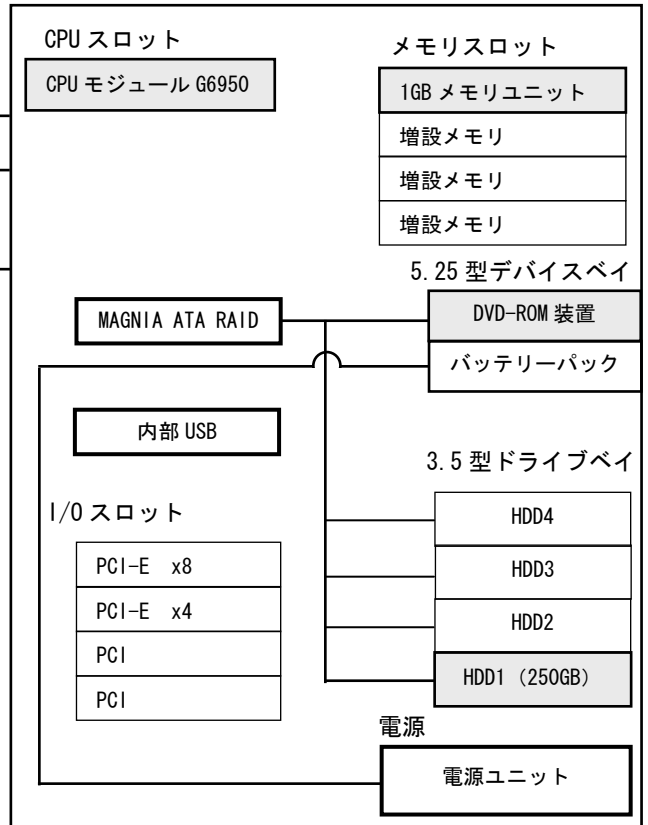 CPU スロット
CPU モジュール G6950
メモリスロット
1GB メモリユニット
増設メモリ
増設メモリ
増設メモリ
5.25 型デバイスベイ
MAGNIA ATA RAID
DVD-ROM 装置
バッテリーパック
内部 USB
3.5 型ドライブベイ
I/O スロット
HDD4
PCI-E x8
HDD3
PCI-E x4
HDD2
PCI
HDD1 (250GB)
PCI
電源
電源ユニット